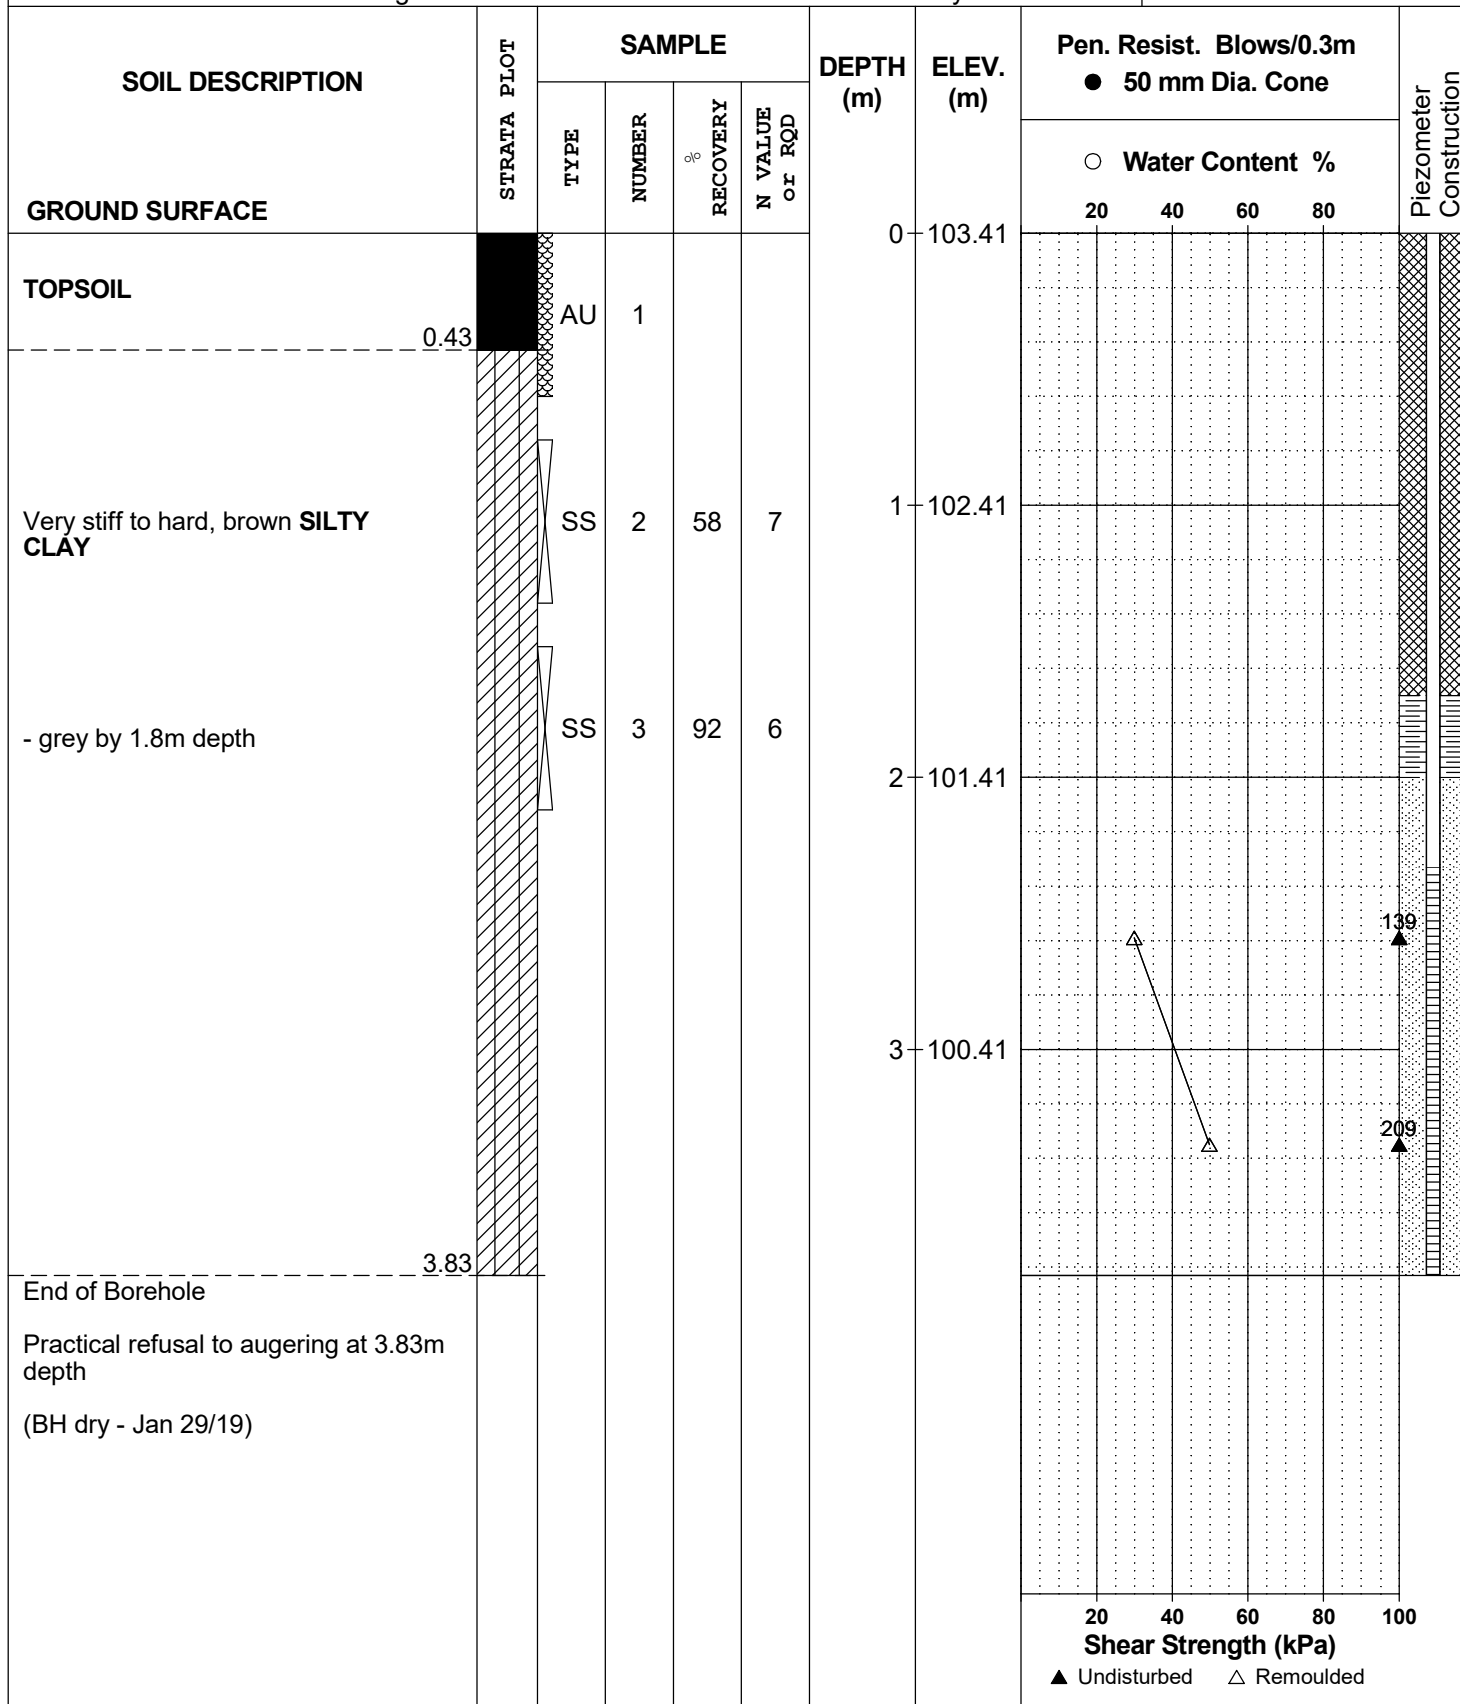 SOIL DESCRIPTION
GROUND SURFACE
STRATA PLOT
SAMPLE
TYPE
NUMBER
%
RECOVERY
N VALUE
or RQD
DEPTH
(m)
ELEV.
(m)
Pen. Resist. Blows/0.3m
● 50 mm Dia. Cone
○ Water Content %
20 40 60 80
Piezometer
Construction
0 103.41
TOPSOIL
0.43
AU 1
Very stiff to hard, brown SILTY
CLAY
SS 2 58 7
1 102.41
- grey by 1.8m depth
SS 3 92 6
2 101.41
139
3 100.41
209
3.83
End of Borehole
Practical refusal to augering at 3.83m
depth
(BH dry - Jan 29/19)
20 40 60 80 100
Shear Strength (kPa)
▲ Undisturbed △ Remoulded